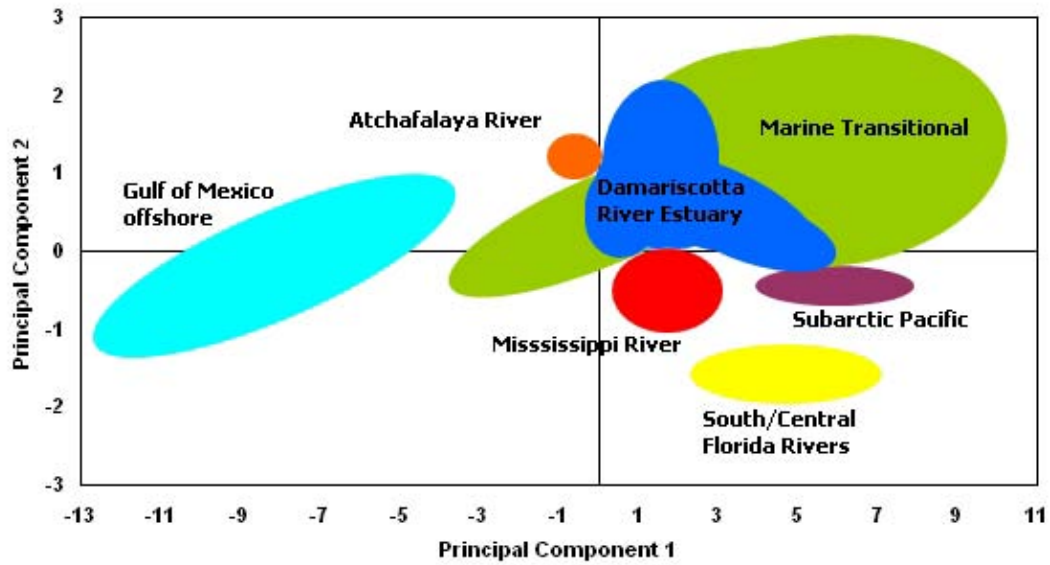 3
2
1
0
-1
-2
-3
Principal Component 2
Atchafalaya River
Marine Transitional
Gulf of Mexico
offshore
Damariscotta
River Estuary
Subarctic Pacific
Misssissippi River
South/Central
Florida Rivers
-13 -11 -9 -7 -5 -3 -1 1 3 5 7 9 11
Principal Component 1